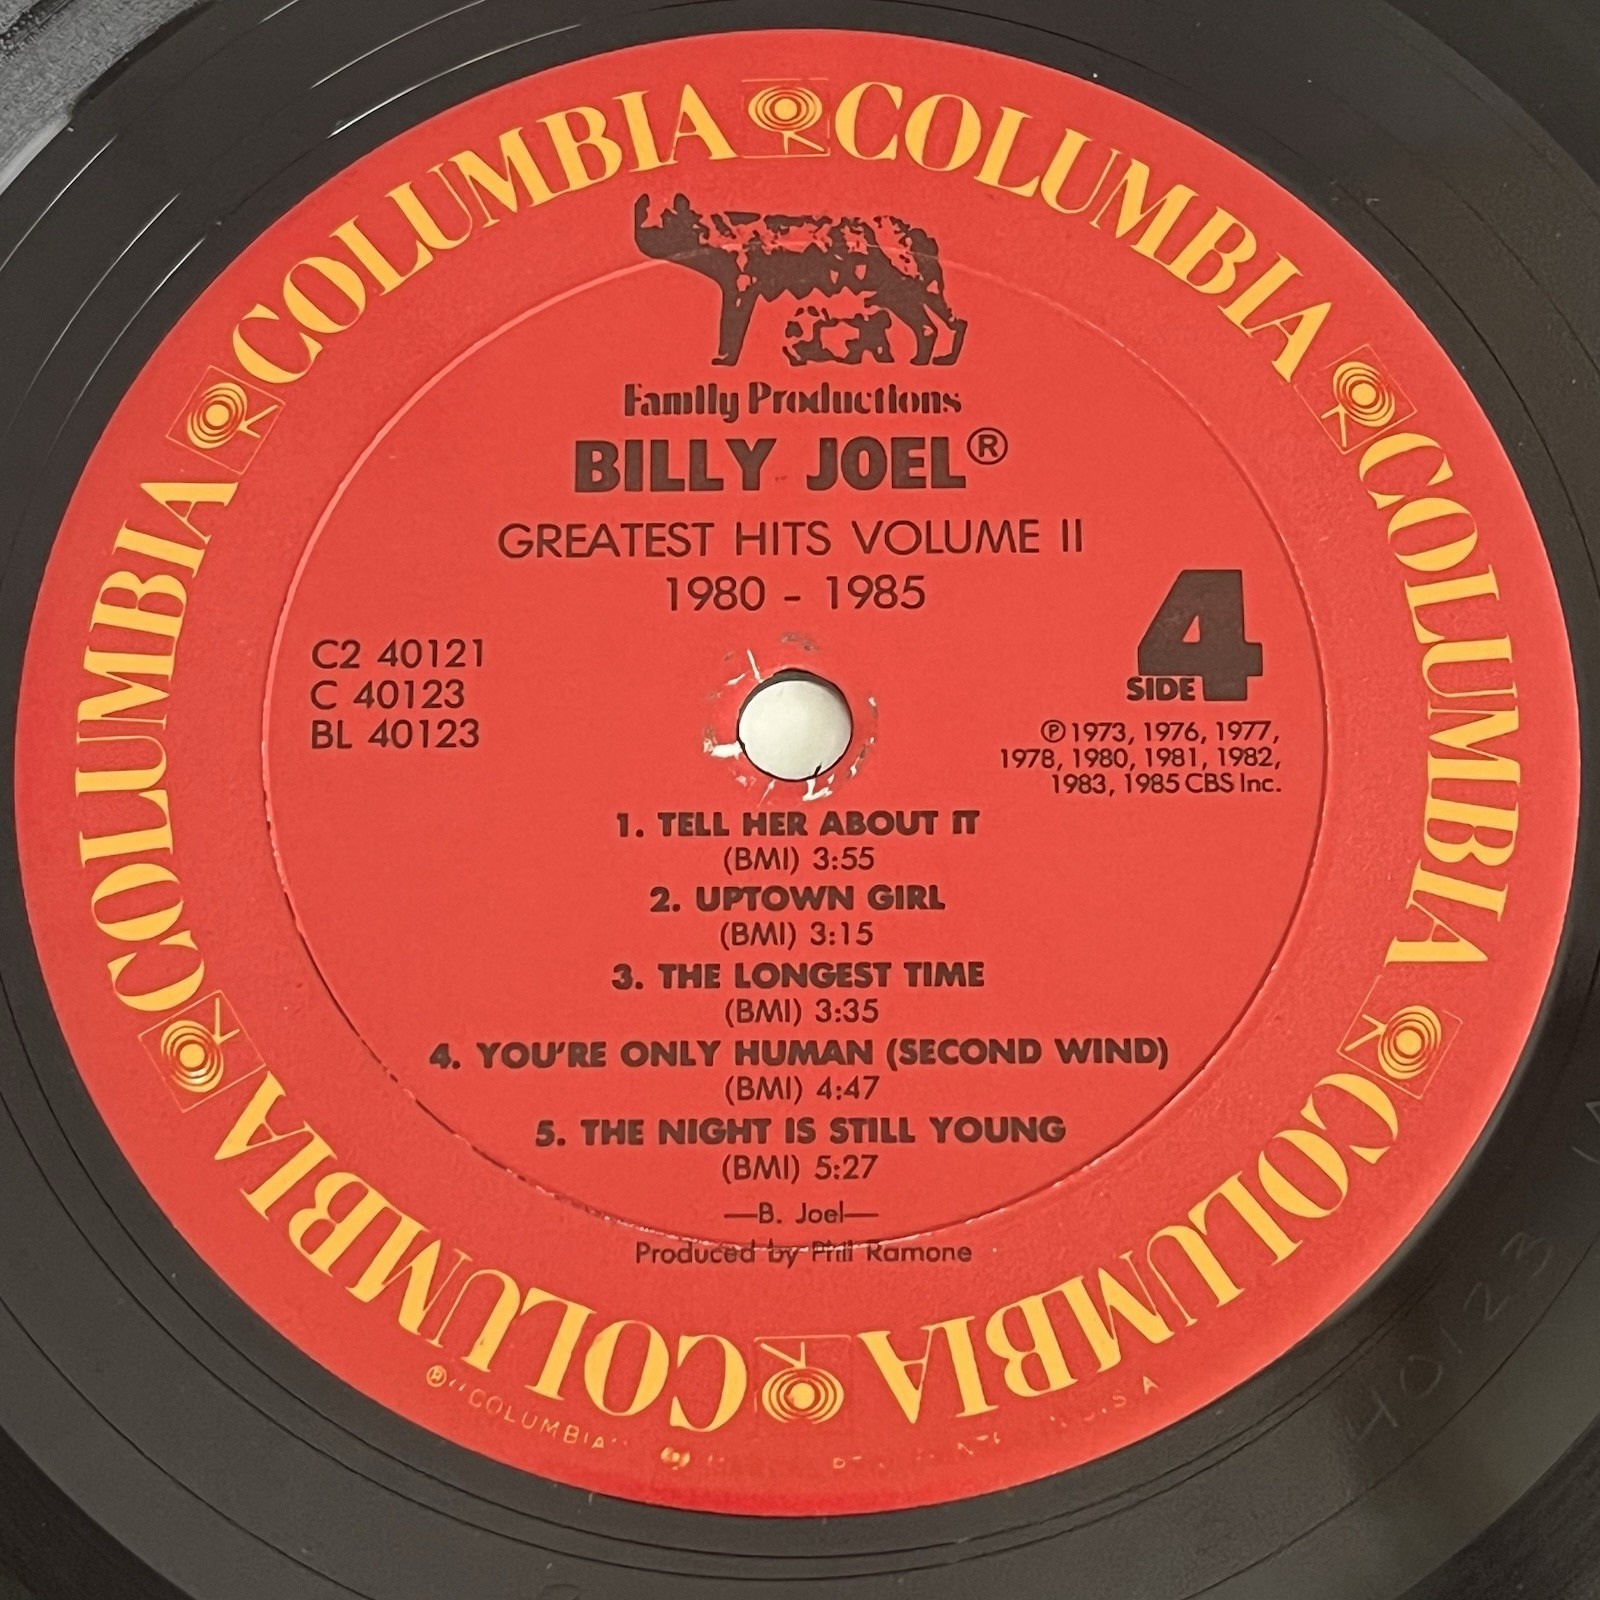 COLUMBIA COLUMBIA COLUMBIA COLUMBIA COLUMBIA COLUMBIA
Family Productions
BILLY JOEL®
GREATEST HITS VOLUME II
1980 - 1985
C2 40121
C 40123
BL 40123
4
SIDE
℗ 1973, 1976, 1977,
1978, 1980, 1981, 1982,
1983, 1985 CBS Inc.
1. TELL HER ABOUT IT
(BMI) 3:55
2. UPTOWN GIRL
(BMI) 3:15
3. THE LONGEST TIME
(BMI) 3:35
4. YOU'RE ONLY HUMAN (SECOND WIND)
(BMI) 4:47
5. THE NIGHT IS STILL YOUNG
(BMI) 5:27
—B. Joel—
Produced by Phil Ramone
® "COLUMBIA"
U.S.A
40123